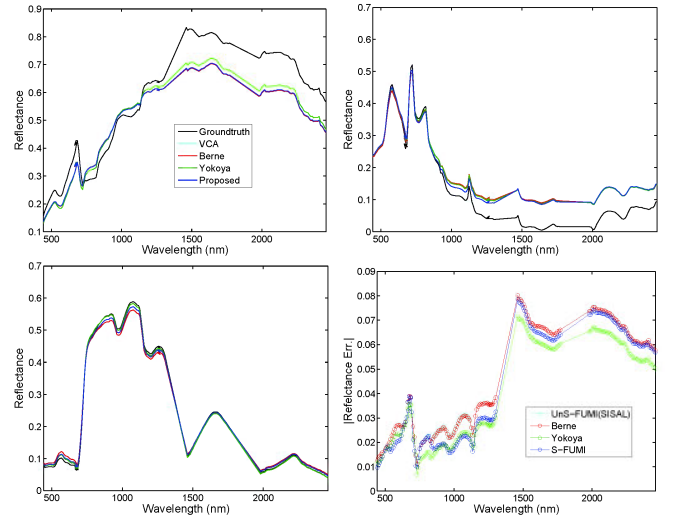 0.9
0.8
0.7
0.6
0.5
0.4
0.3
0.2
0.1
Reflectance
500 1000 1500 2000
Wavelength (nm)
Groundtruth
VCA
Berne
Yokoya
Proposed
0.7
0.6
0.5
0.4
0.3
0.2
0.1
0
Reflectance
500 1000 1500 2000
Wavelength (nm)
0.7
0.6
0.5
0.4
0.3
0.2
0.1
0
Reflectance
500 1000 1500 2000
Wavelength (nm)
0.09
0.08
0.07
0.06
0.05
0.04
0.03
0.02
0.01
0
|Refelctance Err.|
500 1000 1500 2000
Wavelength (nm)
UnS-FUMI(SISAL)
Berne
Yokoya
S-FUMI